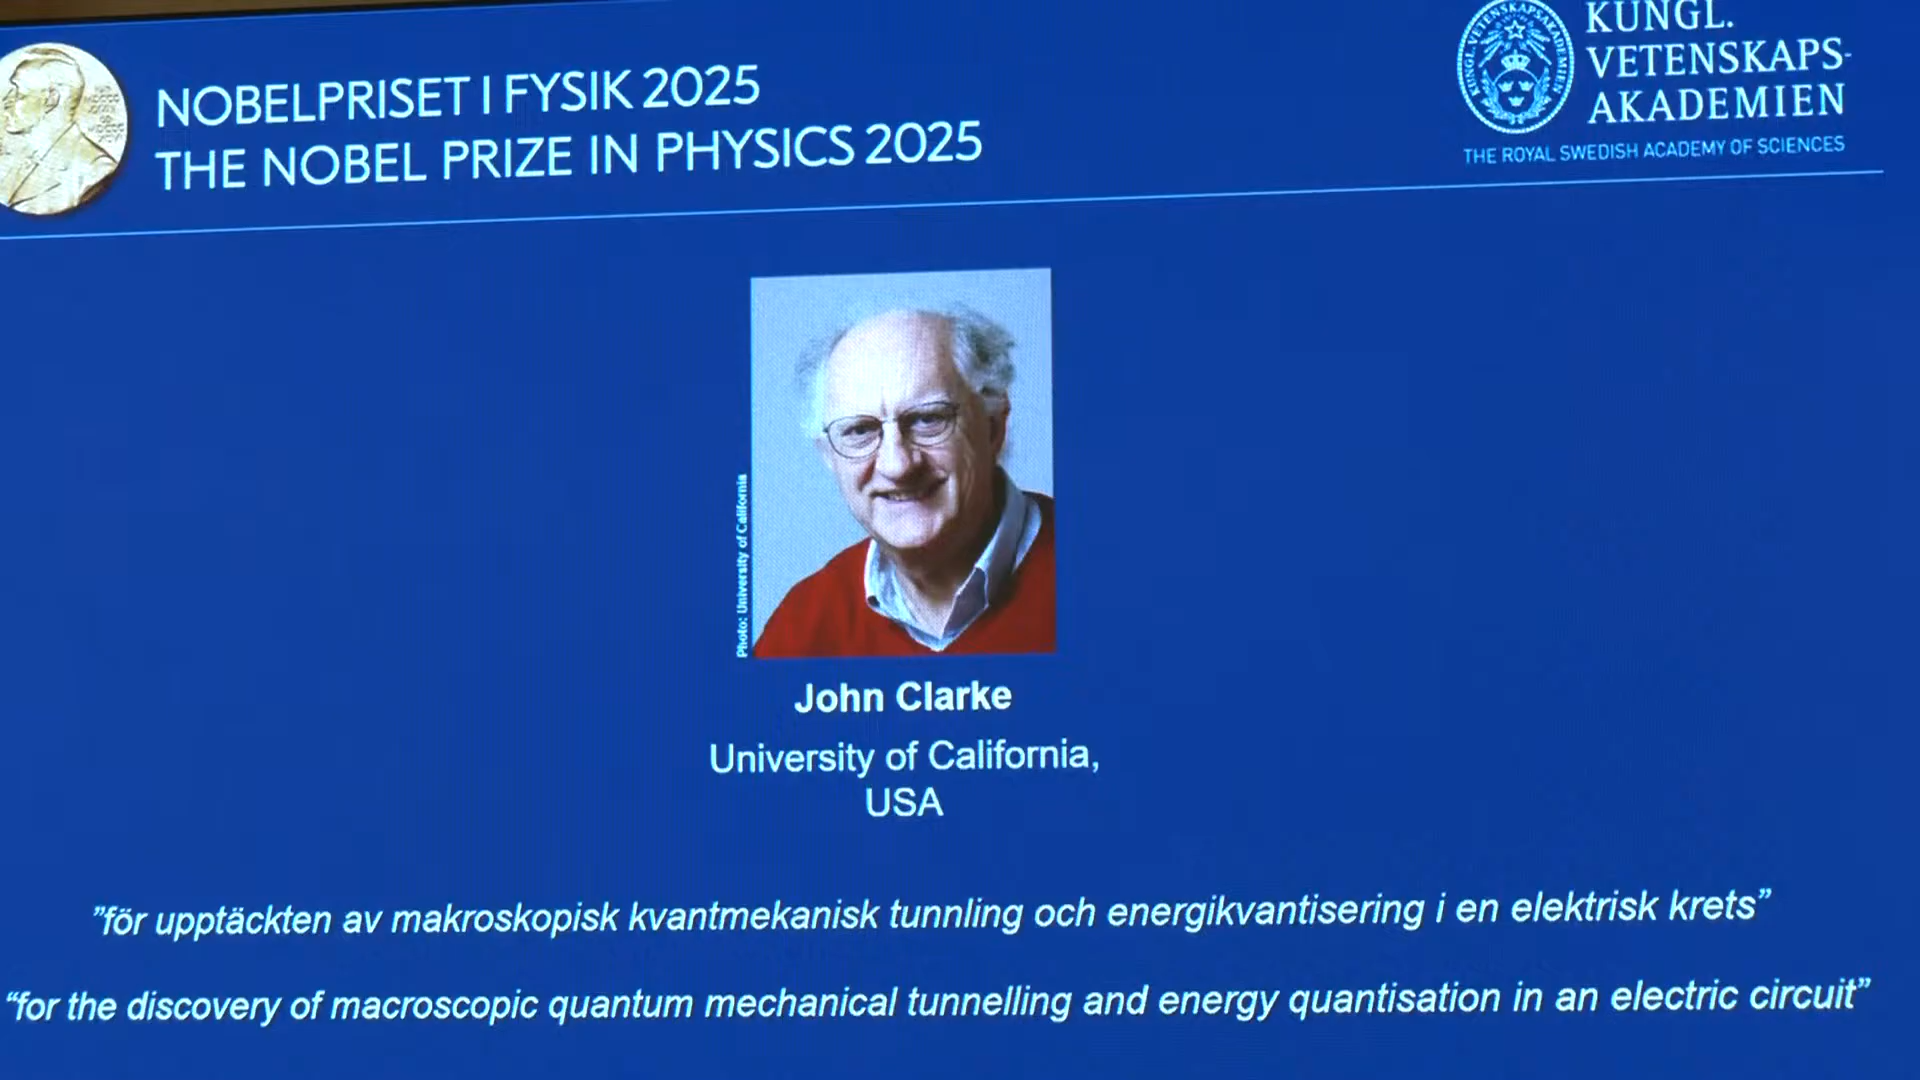 NOBELPRISET I FYSIK 2025
THE NOBEL PRIZE IN PHYSICS 2025
KUNGL.
VETENSKAPS-
AKADEMIEN
THE ROYAL SWEDISH ACADEMY OF SCIENCES
Photo: University of California
John Clarke
University of California,
USA
”för upptäckten av makroskopisk kvantmekanisk tunnling och energikvantisering i en elektrisk krets”
“for the discovery of macroscopic quantum mechanical tunnelling and energy quantisation in an electric circuit”